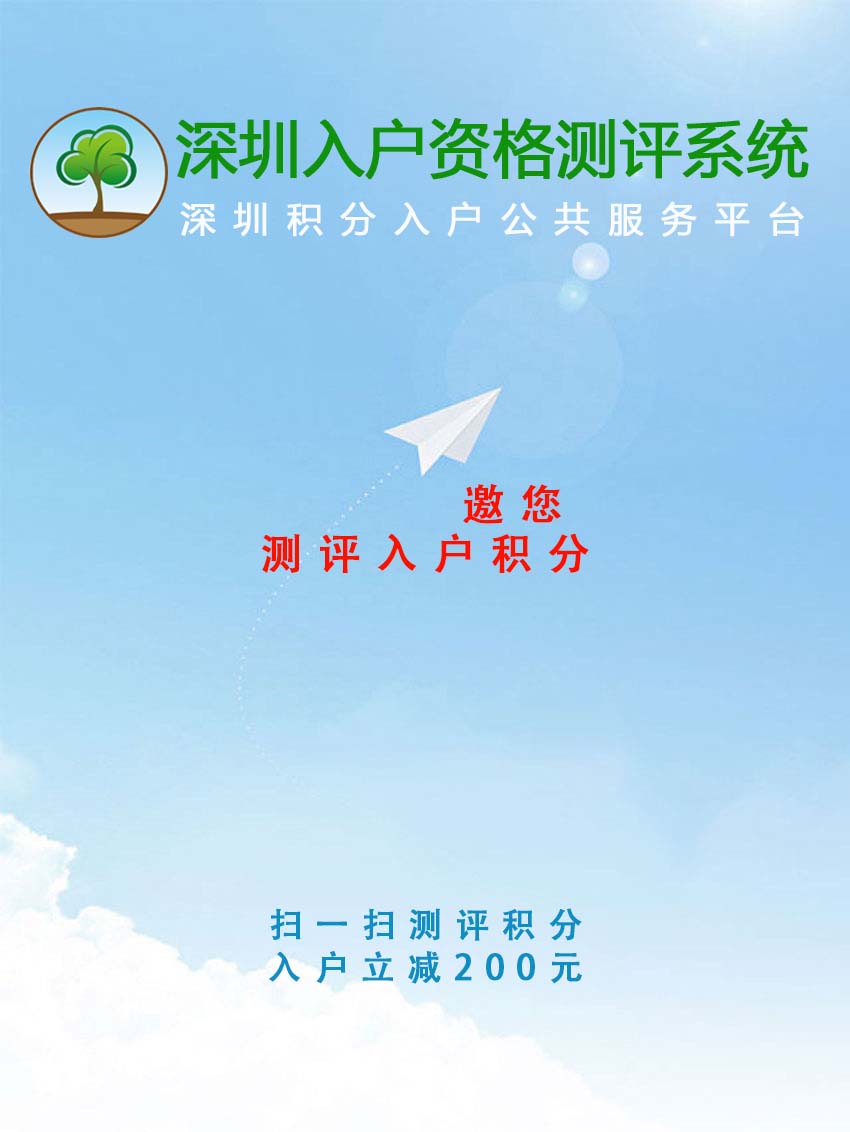 深圳入户资格测评系统
深圳积分入户公共服务平台
邀您
测评入户积分
扫一扫测评积分
入户立减200元